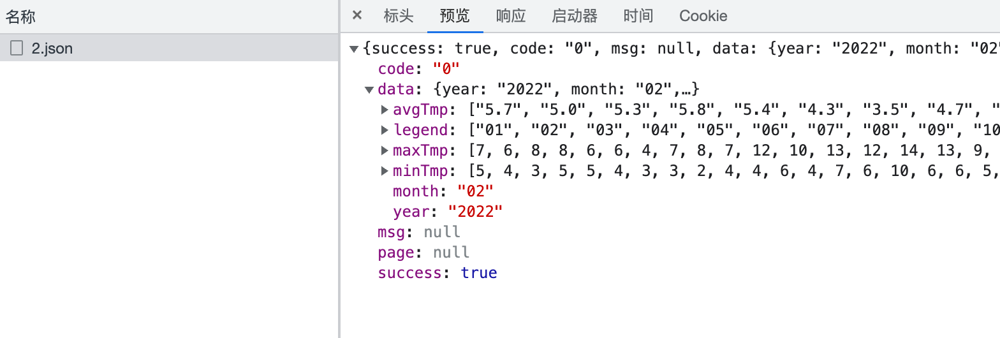 名称
× 标头 预览 响应 启动器 时间 Cookie
2.json
{success: true, code: "0", msg: null, data: {year: "2022", month: "02"
code: "0"
data: {year: "2022", month: "02",…}
avgTmp: ["5.7", "5.0", "5.3", "5.8", "5.4", "4.3", "3.5", "4.7", "
legend: ["01", "02", "03", "04", "05", "06", "07", "08", "09", "10
maxTmp: [7, 6, 8, 8, 6, 6, 4, 7, 8, 7, 12, 10, 13, 12, 14, 13, 9,
minTmp: [5, 4, 3, 5, 5, 4, 3, 3, 2, 4, 4, 6, 4, 7, 6, 10, 6, 6, 5,
month: "02"
year: "2022"
msg: null
page: null
success: true